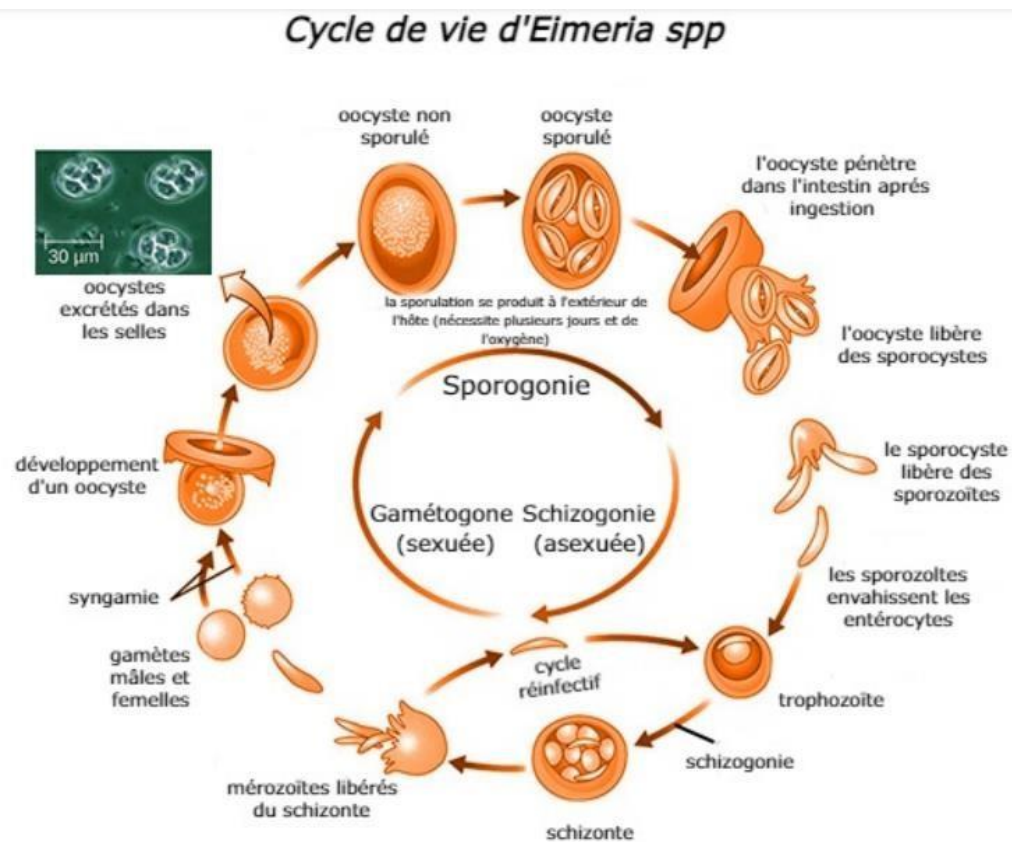 Cycle de vie d'Eimeria spp
oocyste non
sporulé
oocyste
sporulé
l'oocyste pénètre
dans l'intestin aprés
ingestion
30 µm
oocystes
excrétés dans
les selles
la sporulation se produit à l'extérieur de
l'hôte (nécessite plusieurs jours et de
l'oxygène)
l'oocyste libère
des sporocystes
Sporogonie
le sporocyste
libère des
sporozoïtes
développement
d'un oocyste
Gamétogone
(sexuée)
Schizogonie
(asexuée)
les sporozoltes
envahissent les
entérocytes
syngamie
gamètes
mâles et
femelles
cycle
réinfectif
trophozoïte
schizogonie
mérozoïtes libérés
du schizonte
schizonte